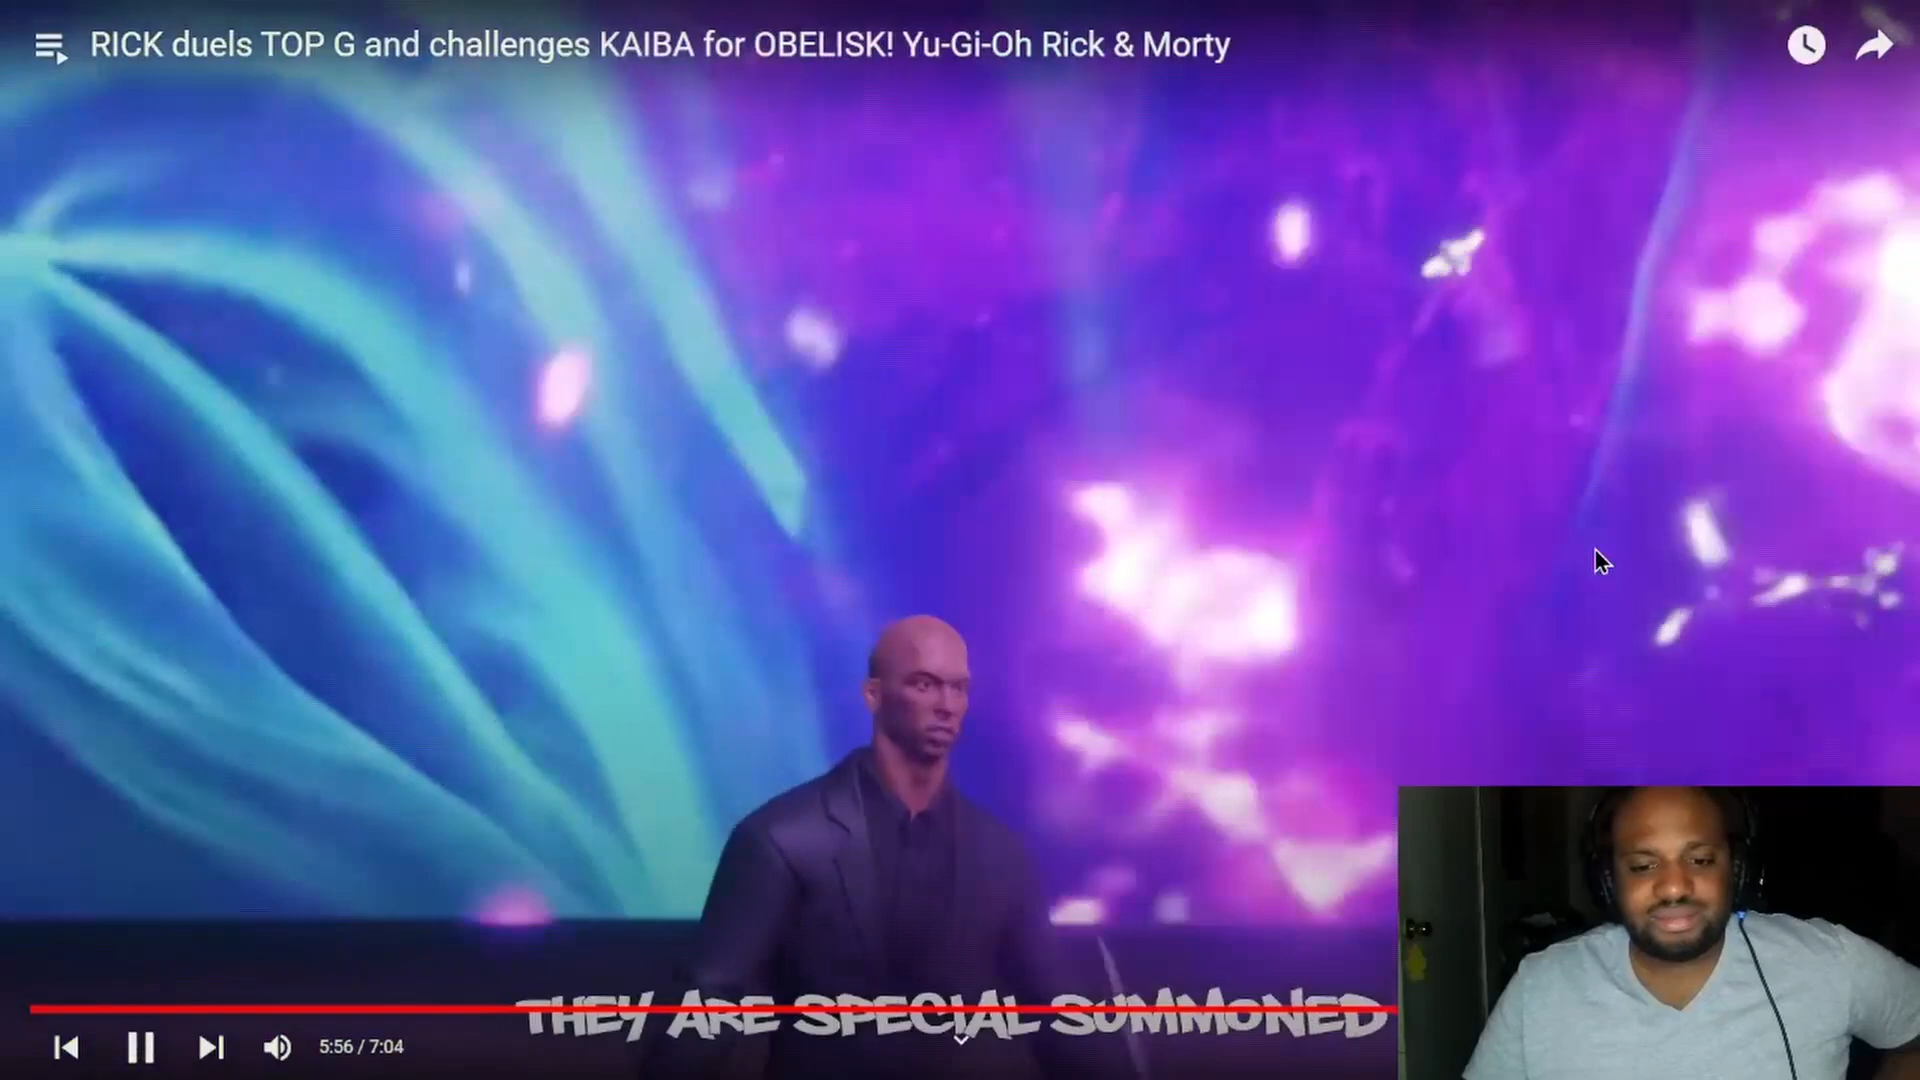 RICK duels TOP G and challenges KAIBA for OBELISK! Yu-Gi-Oh Rick & Morty
THEY ARE SPECIAL SUMMONED
5:56 / 7:04